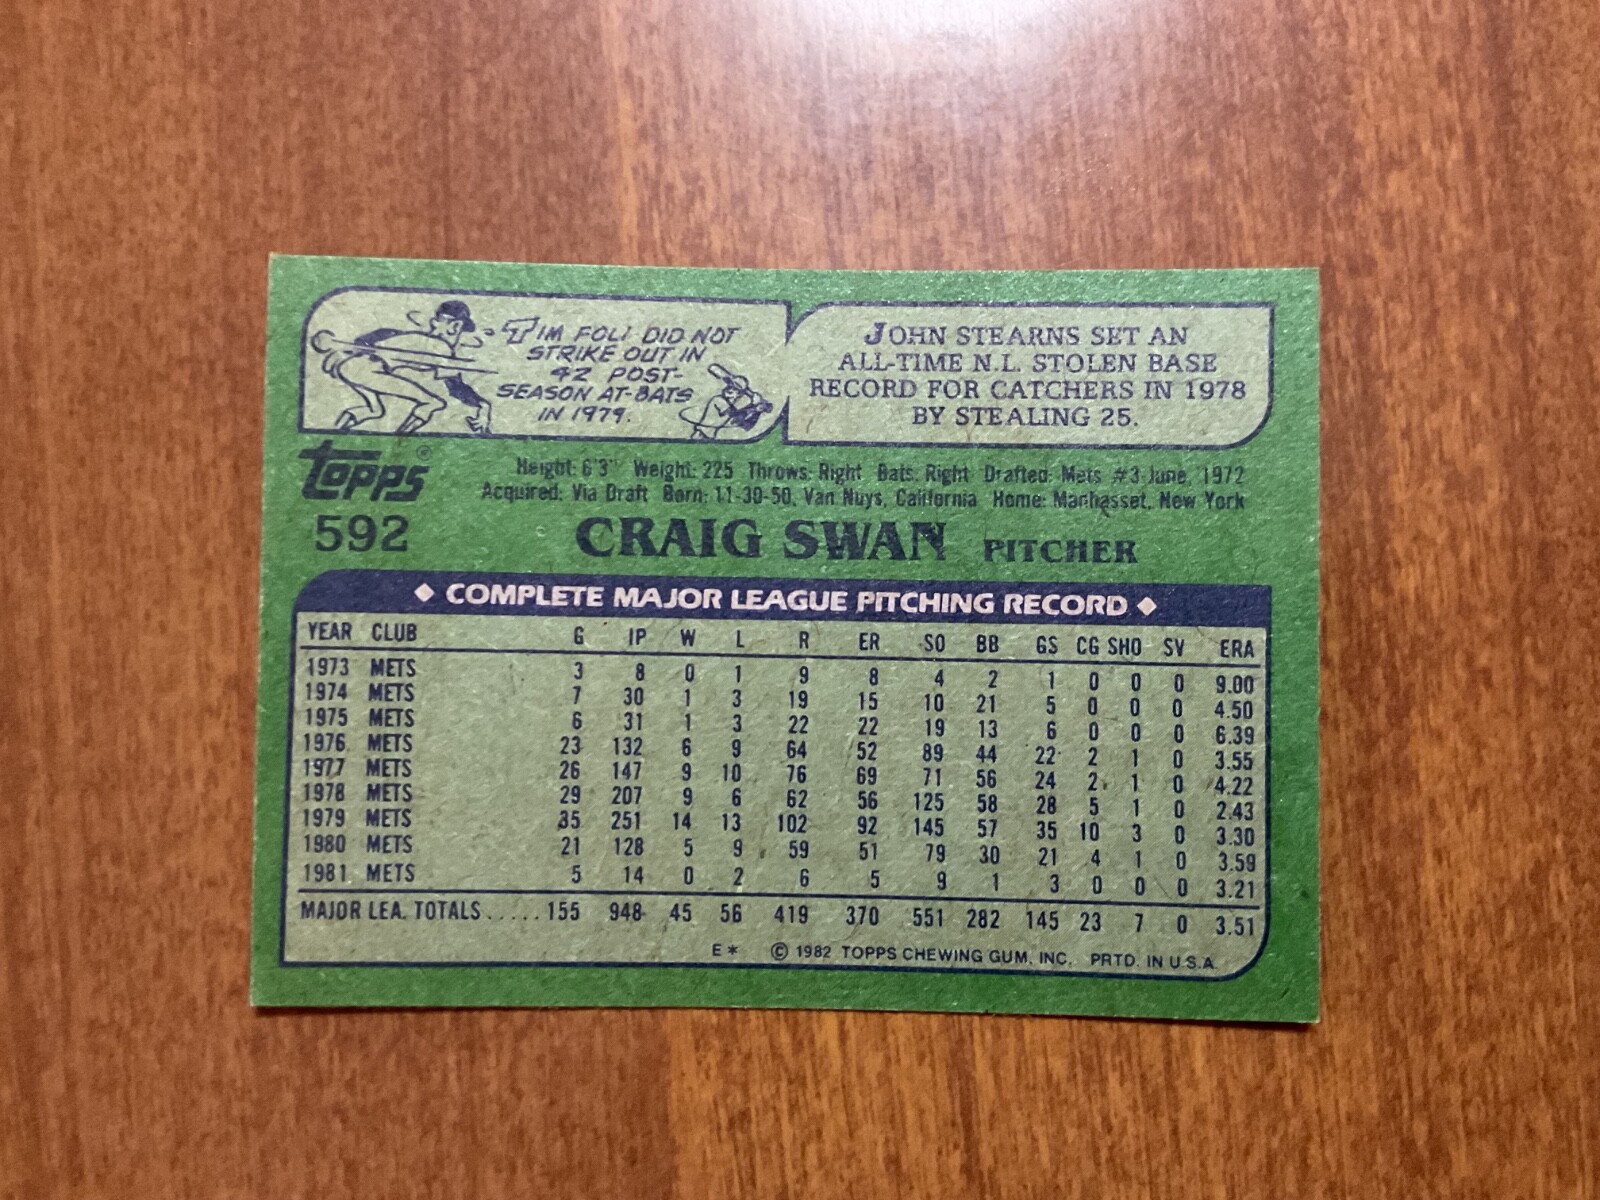 TIM FOLI DID NOT
STRIKE OUT IN
42 POST-
SEASON AT-BATS
IN 1979.
JOHN STEARNS SET AN
ALL-TIME N.L. STOLEN BASE
RECORD FOR CATCHERS IN 1978
BY STEALING 25.
topps®
592
Height: 6'3" Weight: 225 Throws: Right Bats: Right Drafted: Mets #3-June, 1972
Acquired: Via Draft Born: 11-30-50, Van Nuys, California Home: Manhasset, New York
CRAIG SWAN PITCHER
◆ COMPLETE MAJOR LEAGUE PITCHING RECORD ◆
YEAR CLUB G IP W L R ER SO BB GS CG SHO SV ERA
1973 METS 3 8 0 1 9 8 4 2 1 0 0 0 9.00
1974 METS 7 30 1 3 19 15 10 21 5 0 0 0 4.50
1975 METS 6 31 1 3 22 22 19 13 6 0 0 0 6.39
1976 METS 23 132 6 9 64 52 89 44 22 2 1 0 3.55
1977 METS 26 147 9 10 76 69 71 56 24 2 1 0 4.22
1978 METS 29 207 9 6 62 56 125 58 28 5 1 0 2.43
1979 METS 35 251 14 13 102 92 145 57 35 10 3 0 3.30
1980 METS 21 128 5 9 59 51 79 30 21 4 1 0 3.59
1981 METS 5 14 0 2 6 5 9 1 3 0 0 0 3.21
MAJOR LEA. TOTALS.....155 948 45 56 419 370 551 282 145 23 7 0 3.51
E* © 1982 TOPPS CHEWING GUM, INC. PRTD. IN U.S.A.